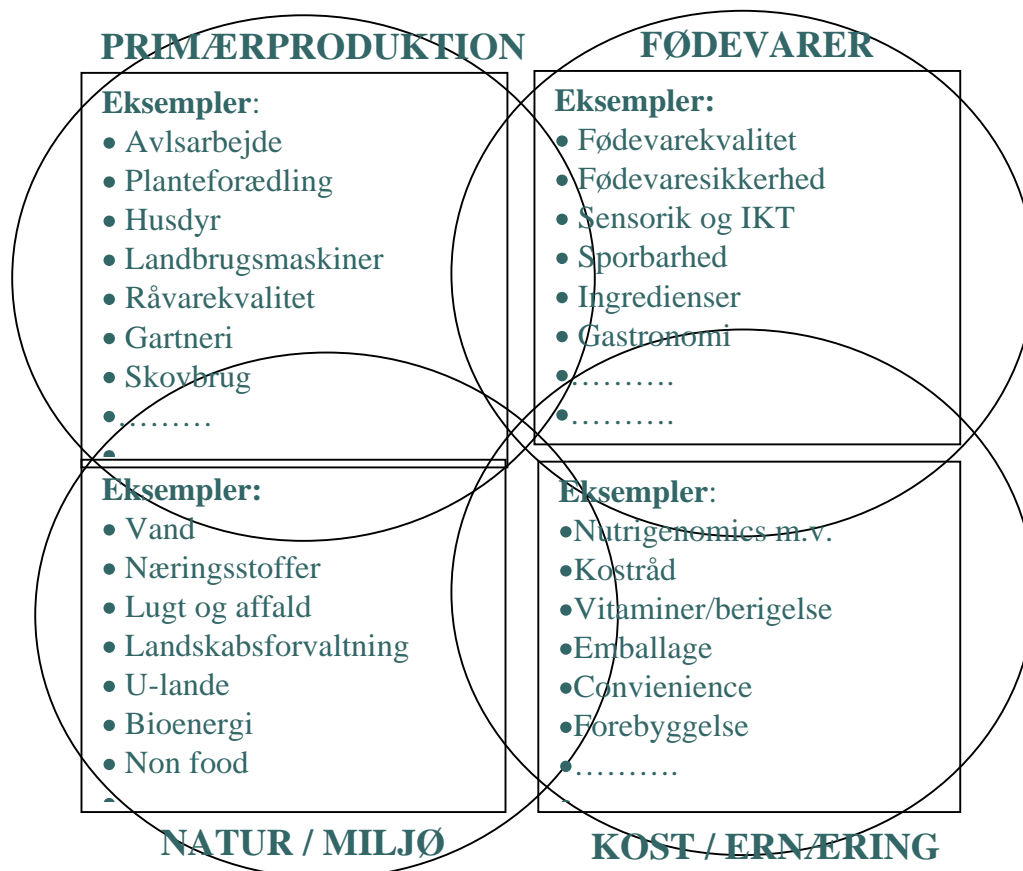 PRIMÆRPRODUKTION
Eksempler:
• Avlsarbejde
• Planteforædling
• Husdyr
• Landbrugsmaskiner
• Råvarekvalitet
• Gartneri
• Skovbrug
•………
•
FØDEVARER
Eksempler:
• Fødevarekvalitet
• Fødevaresikkerhed
• Sensorik og IKT
• Sporbarhed
• Ingredienser
• Gastronomi
•……….
•……….
Eksempler:
• Vand
• Næringsstoffer
• Lugt og affald
• Landskabsforvaltning
• U-lande
• Bioenergi
• Non food
•
NATUR / MILJØ
Eksempler:
•Nutrigenomics m.v.
•Kostråd
•Vitaminer/berigelse
•Emballage
•Convienience
•Forebyggelse
•……….
•
KOST / ERNÆRING